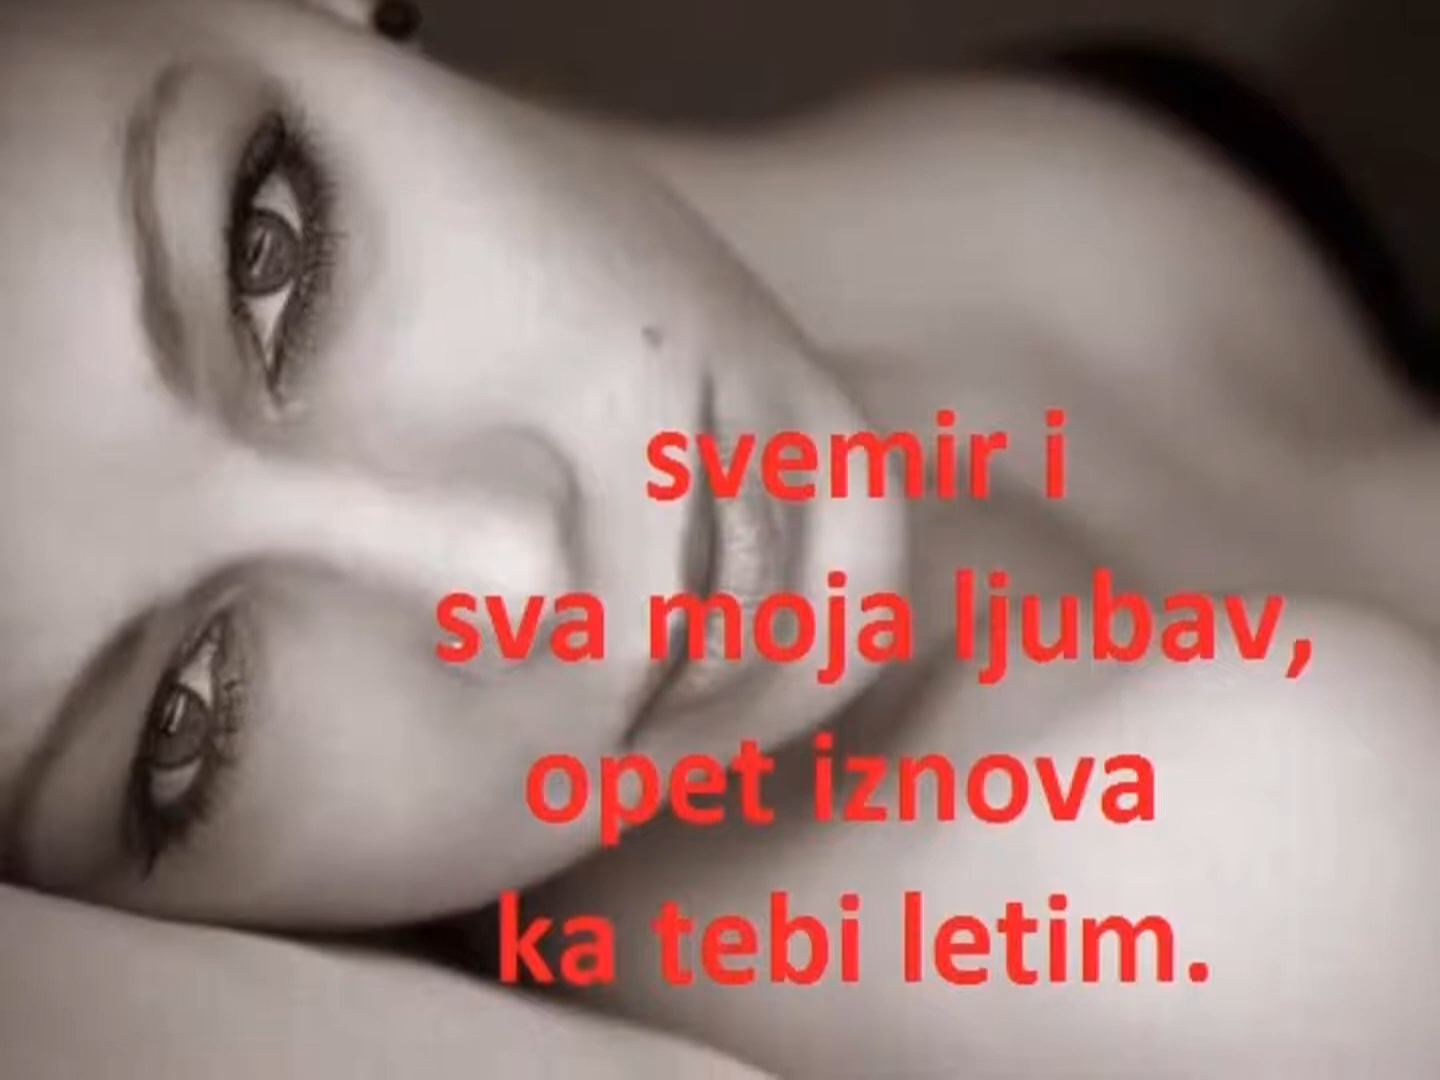 svemir i
sva moja ljubav,
opet iznova
ka tebi letim.